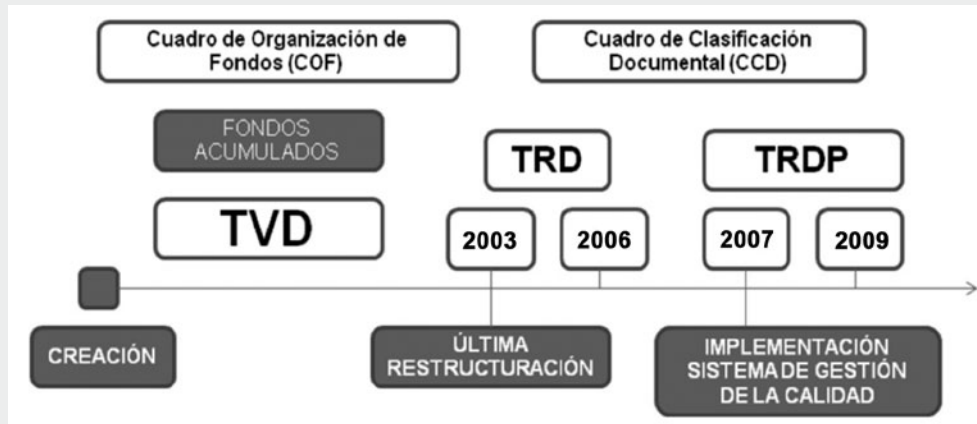 Cuadro de Organización de
Fondos (COF)
Cuadro de Clasificación
Documental (CCD)
FONDOS
ACUMULADOS
TRD
TRDP
TVD
2003
2006
2007
2009
CREACIÓN
ÚLTIMA
RESTRUCTURACIÓN
IMPLEMENTACIÓN
SISTEMA DE GESTIÓN
DE LA CALIDAD